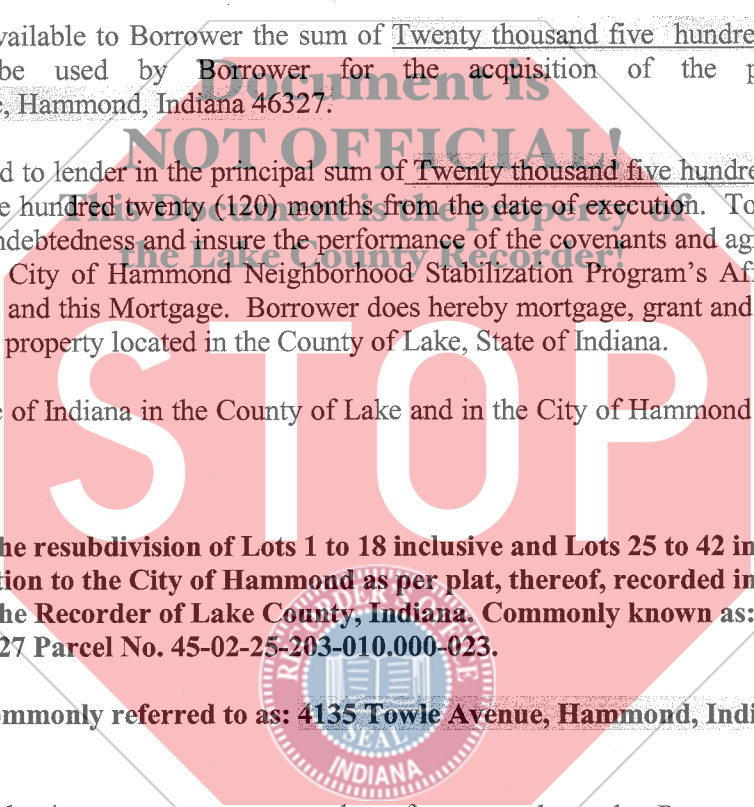 vailable to Borrower the sum of Twenty thousand five hundre
be used by Borrower for the acquisition of the p
, Hammond, Indiana 46327.
Document is
NOT OFFICIAL!
d to lender in the principal sum of Twenty thousand five hundre
e hundred twenty (120) months from the date of execution. To
This Document is the property of
ndebtedness and insure the performance of the covenants and ag
the Lake County Recorder!
City of Hammond Neighborhood Stabilization Program's Af
and this Mortgage. Borrower does hereby mortgage, grant and
property located in the County of Lake, State of Indiana.
STOP
e of Indiana in the County of Lake and in the City of Hammond
he resubdivision of Lots 1 to 18 inclusive and Lots 25 to 42 in
tion to the City of Hammond as per plat, thereof, recorded in
he Recorder of Lake County, Indiana. Commonly known as:
27 Parcel No. 45-02-25-203-010.000-023.
RECORDER'S OFFICE
ommonly referred to as: 4135 Towle Avenue, Hammond, Indi
SEAL
INDIANA